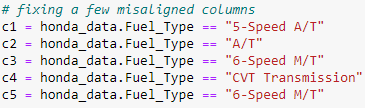 # fixing a few misaligned columns
c1 = honda_data.Fuel_Type == "5-Speed A/T"
c2 = honda_data.Fuel_Type == "A/T"
c3 = honda_data.Fuel_Type == "6-Speed M/T"
c4 = honda_data.Fuel_Type == "CVT Transmission"
c5 = honda_data.Fuel_Type == "6-Speed M/T"